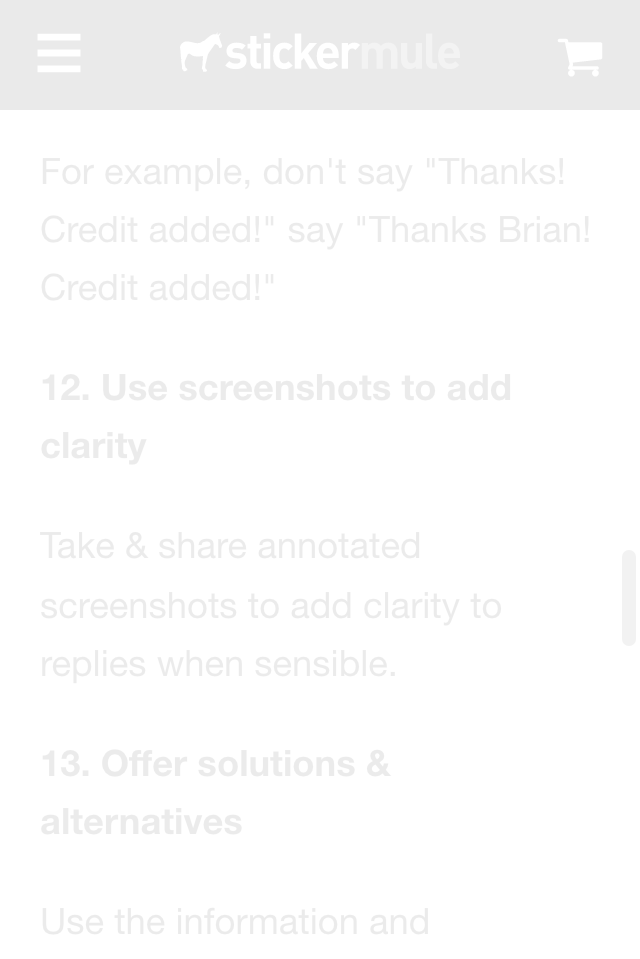 stickermule
For example, don't say "Thanks!
Credit added!" say "Thanks Brian!
Credit added!"
12. Use screenshots to add
clarity
Take & share annotated
screenshots to add clarity to
replies when sensible.
13. Offer solutions &
alternatives
Use the information and